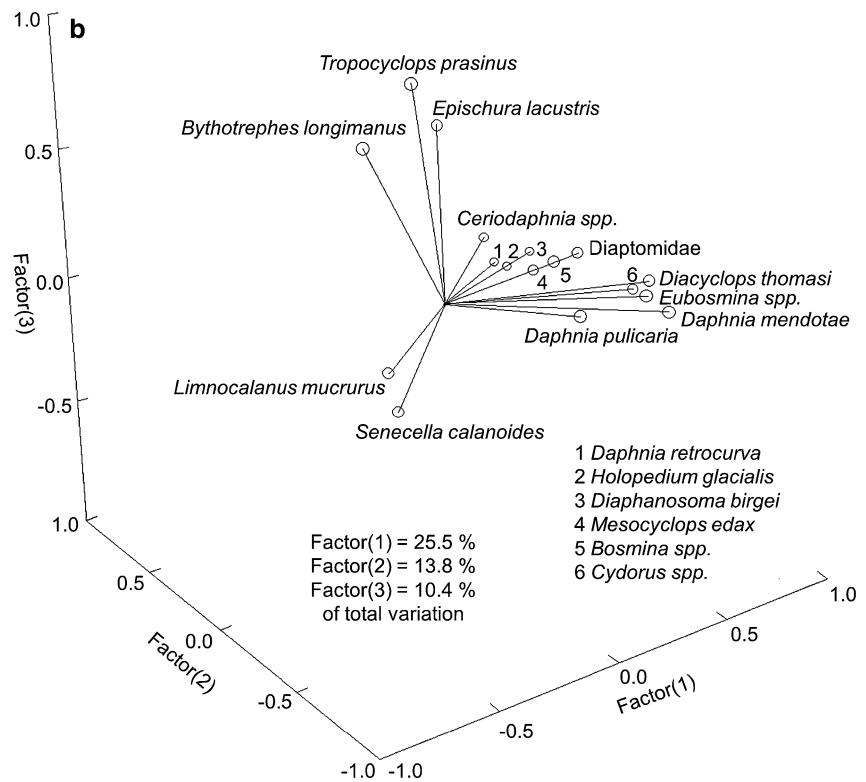 b
1.0
0.5
0.0
-0.5
1.0
Factor(3)
Tropocyclops prasinus
Epischura lacustris
Bythotrephes longimanus
Ceriodaphnia spp.
1 2 3
Diaptomidae
4 5 6
Diacyclops thomasi
Eubosmina spp.
Daphnia mendotae
Daphnia pulicaria
Limnocalanus mucrurus
Senecella calanoides
1 Daphnia retrocurva
2 Holopedium glacialis
3 Diaphanosoma birgei
4 Mesocyclops edax
5 Bosmina spp.
6 Cydorus spp.
Factor(1) = 25.5 %
Factor(2) = 13.8 %
Factor(3) = 10.4 %
of total variation
0.5
0.0
-0.5
-1.0
Factor(2)
-1.0
-0.5
0.0
0.5
1.0
Factor(1)